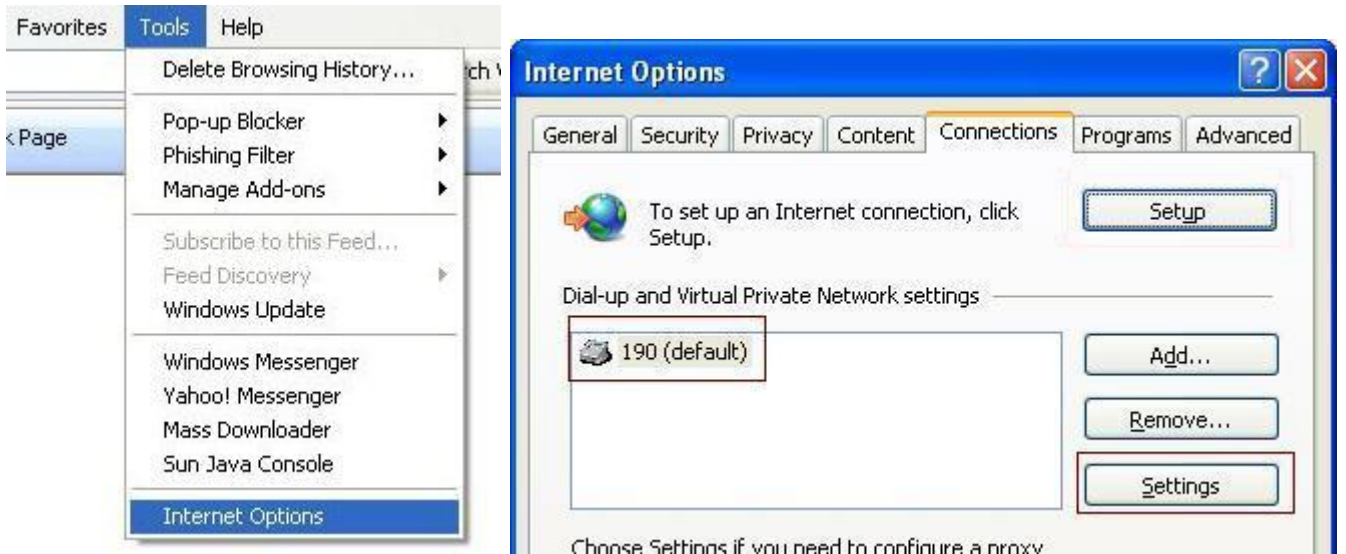 Favorites Tools Help
Delete Browsing History...
ch
Pop-up Blocker
k Page
Phishing Filter
Manage Add-ons
Subscribe to this Feed...
Feed Discovery
Windows Update
Windows Messenger
Yahoo! Messenger
Mass Downloader
Sun Java Console
Internet Options
Internet Options
General Security Privacy Content Connections Programs Advanced
To set up an Internet connection, click
Setup.
Setup
Dial-up and Virtual Private Network settings
190 (default)
Add...
Remove...
Settings
Choose Settings if you need to configure a proxy